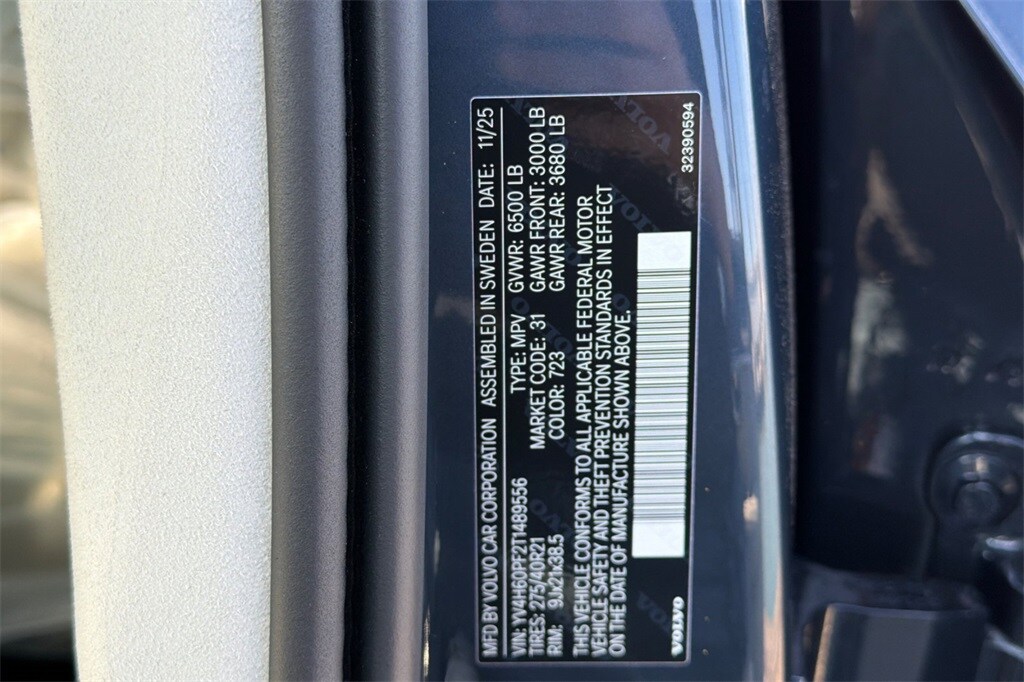 MFD BY VOLVO CAR CORPORATION ASSEMBLED IN SWEDEN DATE: 11/25
VIN: YV4H60PF2T1489556 TYPE: MPV GVWR: 6500 LB
TIRES: 275740R21 MARKET CODE: 31 GAWR FRONT: 3000 LB
RIM: 9Jx21x38.5 COLOR: 723 GAWR REAR: 3680 LB
THIS VEHICLE CONFORMS TO ALL APPLICABLE FEDERAL MOTOR
VEHICLE SAFETY AND THEFT PREVENTION STANDARDS IN EFFECT
ON THE DATE OF MANUFACTURE SHOWN ABOVE.
VOLVO
32390594